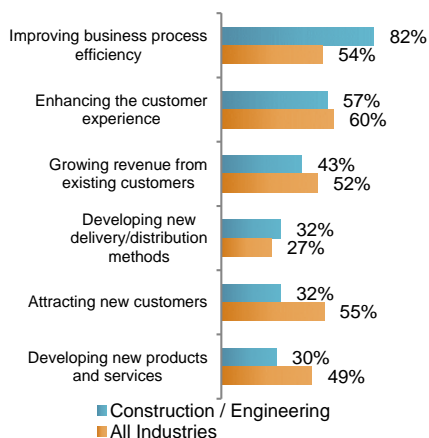 Improving business process
efficiency
82%
54%
Enhancing the customer
experience
57%
60%
Growing revenue from
existing customers
43%
52%
Developing new
delivery/distribution
methods
32%
27%
Attracting new customers
32%
55%
Developing new products
and services
30%
49%
Construction / Engineering
All Industries